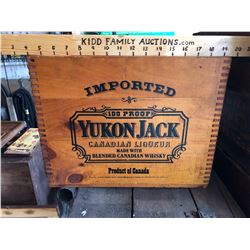 KIDD FAMILY AUCTIONS.COM
IMPORTED
100 PROOF
YUKON JACK
CANADIAN LIQUEUR
MADE WITH
BLENDED CANADIAN WHISKY
Product of Canada